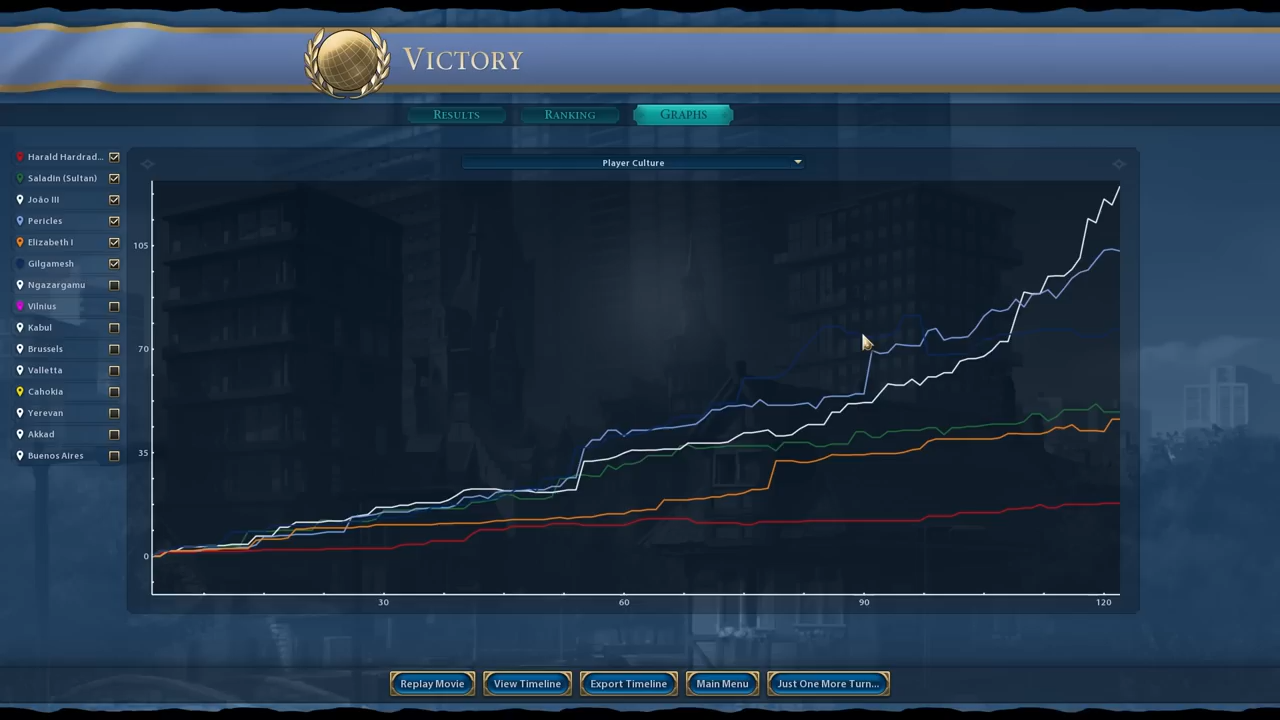 VICTORY
RESULTS
RANKING
GRAPHS
Harald Hardrad...
Saladin (Sultan)
João III
Pericles
Elizabeth I
Gilgamesh
Ngazargamu
Vilnius
Kabul
Brussels
Valletta
Cahokia
Yerevan
Akkad
Buenos Aires
Player Culture
105
70
35
0
30
60
90
120
Replay Movie
View Timeline
Export Timeline
Main Menu
Just One More Turn...